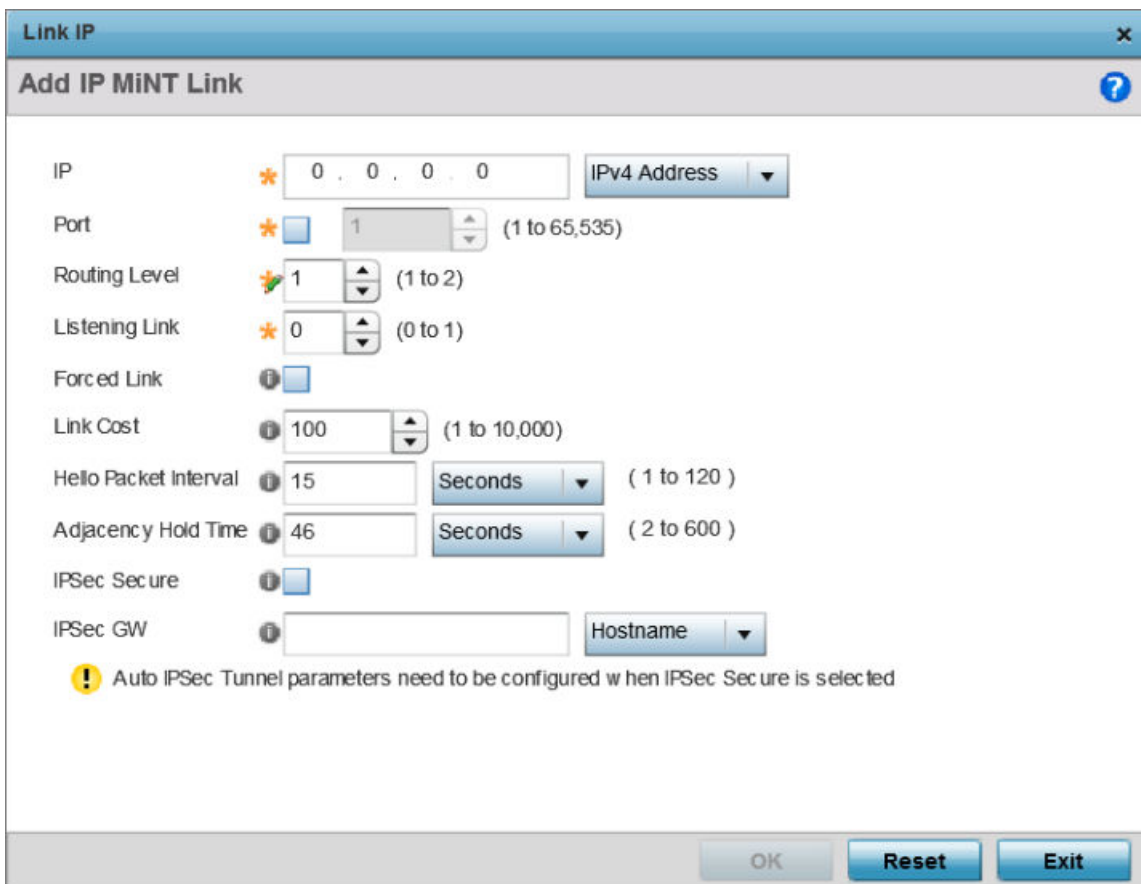 Link IP ×
Add IP MiNT Link ?
IP * 0 . 0 . 0 . 0 IPv4 Address
Port * 1 (1 to 65,535)
Routing Level 1 (1 to 2)
Listening Link * 0 (0 to 1)
Forced Link i
Link Cost i 100 (1 to 10,000)
Hello Packet Interval i 15 Seconds ( 1 to 120 )
Adjacency Hold Time i 46 Seconds ( 2 to 600 )
IPSec Secure i
IPSec GW i Hostname
! Auto IPSec Tunnel parameters need to be configured when IPSec Secure is selected
OK Reset Exit